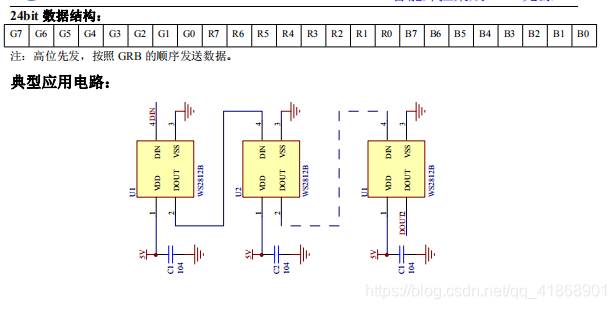 24bit 数据结构：
G7 G6 G5 G4 G3 G2 G1 G0 R7 R6 R5 R4 R3 R2 R1 R0 B7 B6 B5 B4 B3 B2 B1 B0
注：高位先发，按照 GRB 的顺序发送数据。
典型应用电路：
4 DIN 3 4 3 4 3
DIN VSS DIN VSS DIN VSS
VDD DOUT VDD DOUT VDD DOUT
U1 WS2812B U2 WS2812B U1 WS2812B
1 2 1 2 1 DOUT2
5V 5V 5V
C1 104 C2 104 C1 104
https://blog.csdn.net/qq_41868901